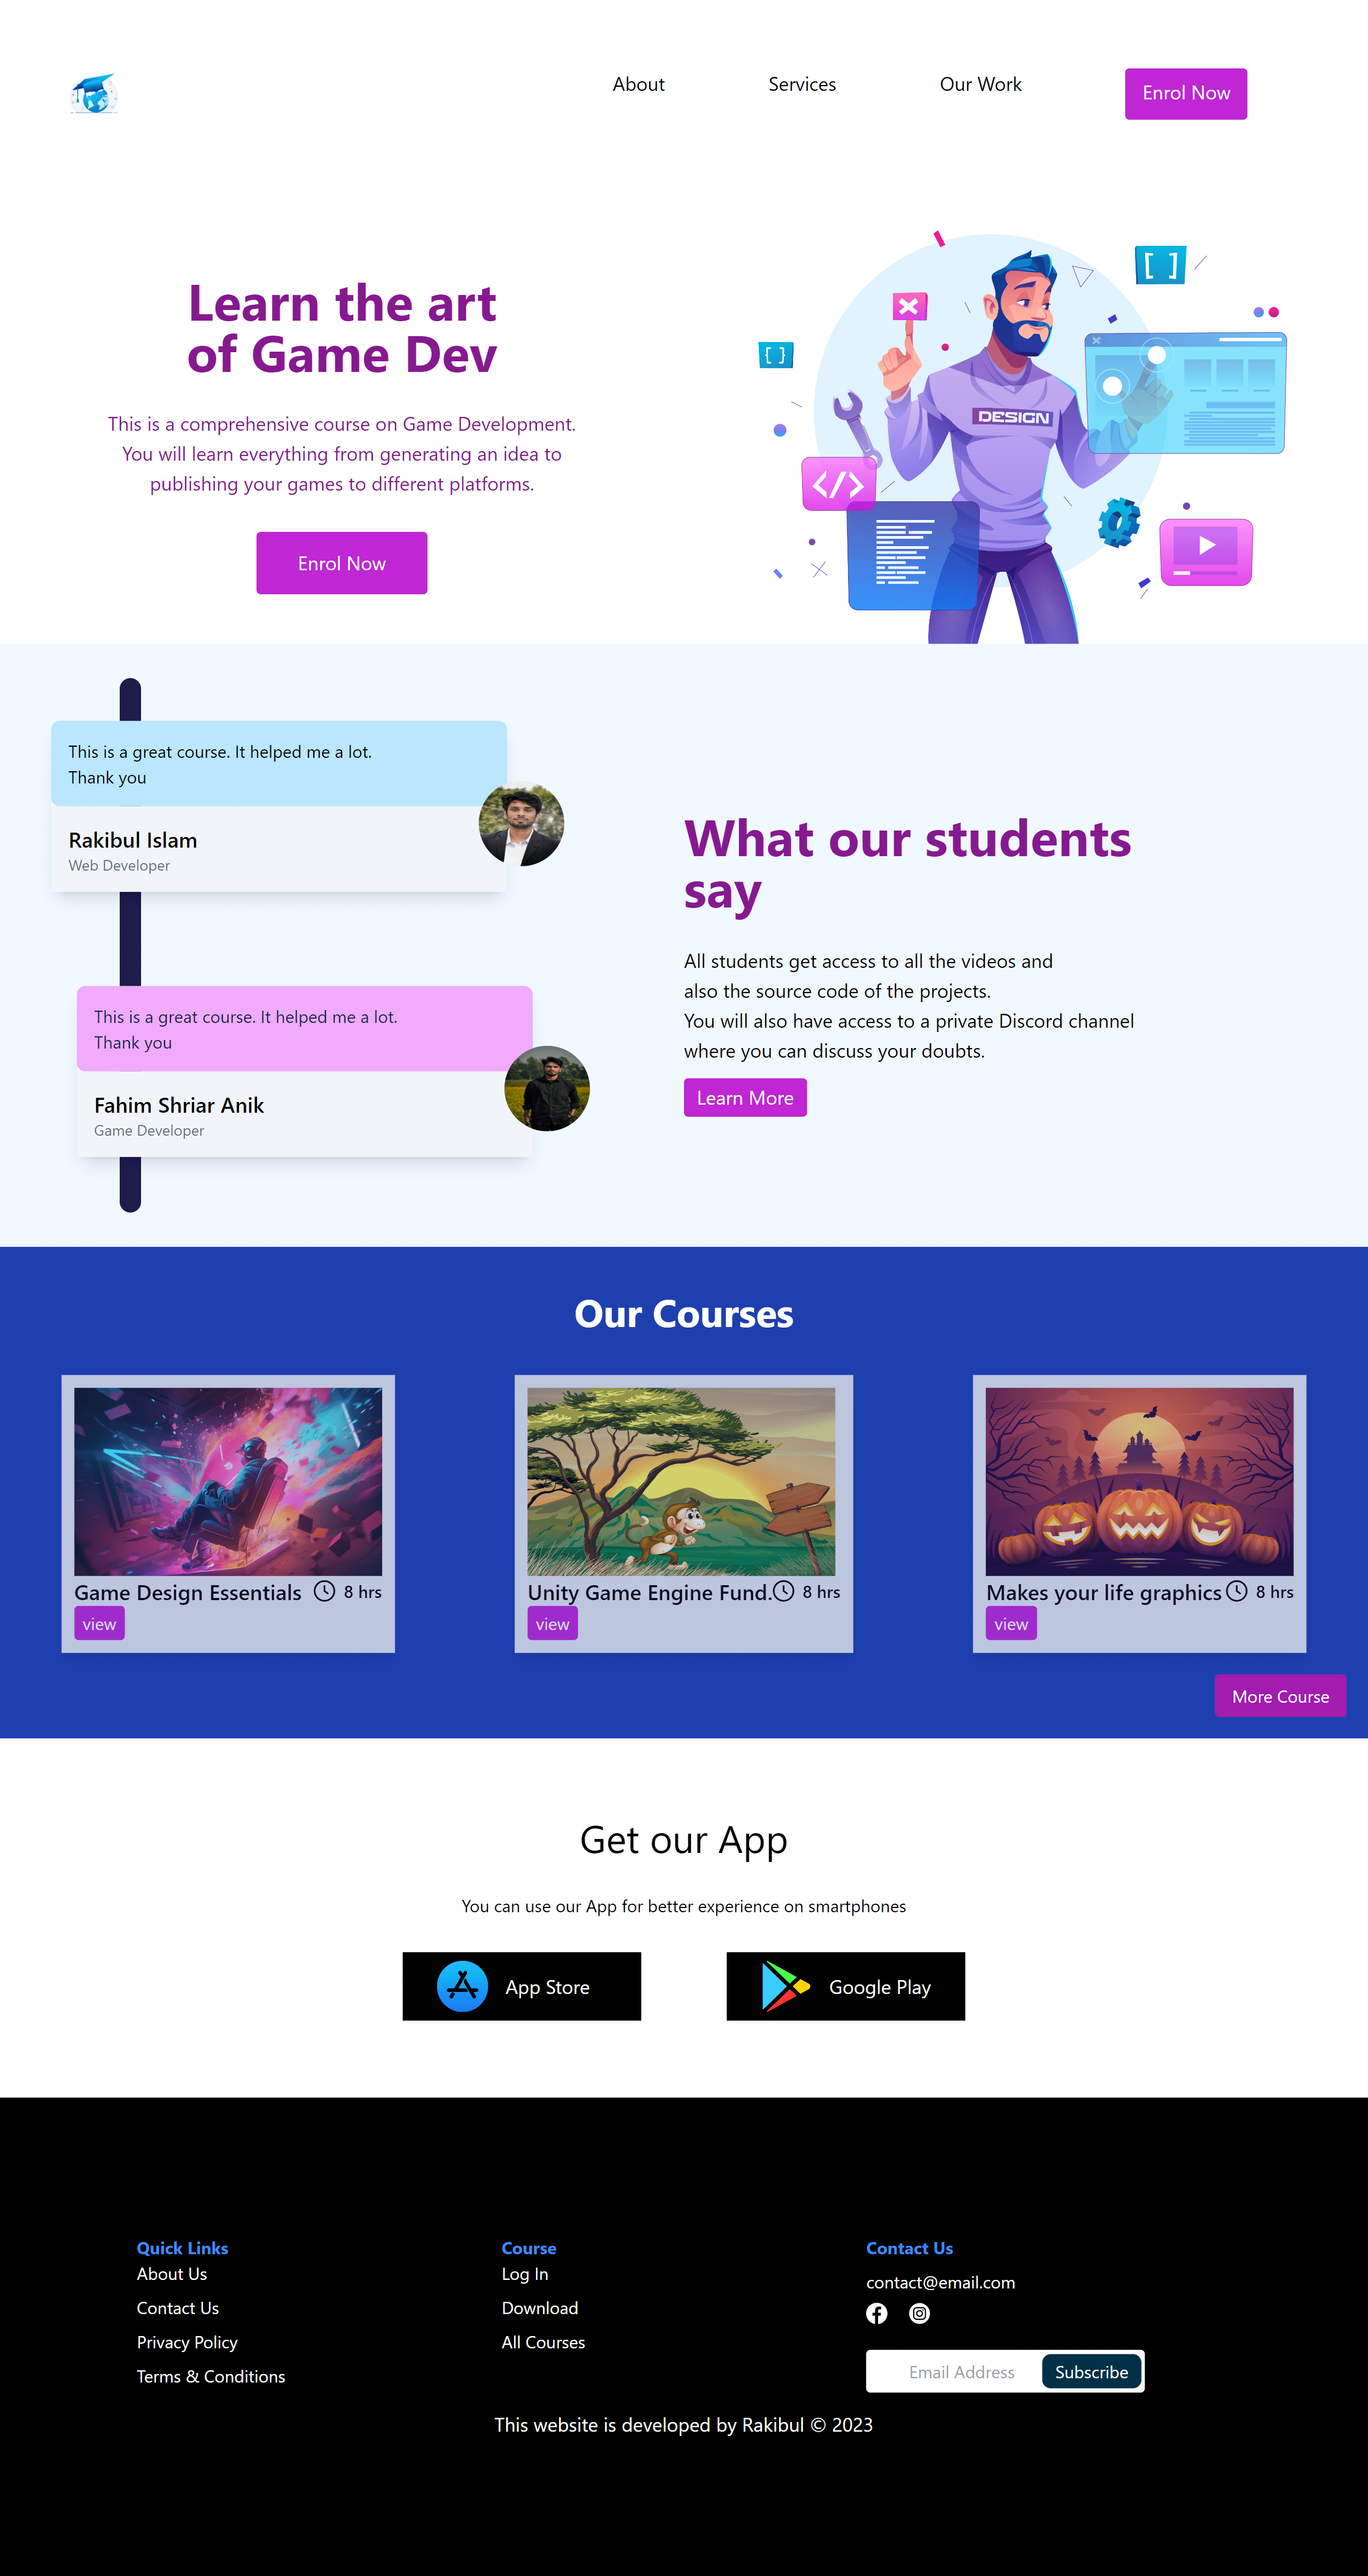 About
Services
Our Work
Enrol Now
Learn the art
of Game Dev
This is a comprehensive course on Game Development.
You will learn everything from generating an idea to
publishing your games to different platforms.
Enrol Now
[ ]
{ }
DESIGN
</>
This is a great course. It helped me a lot.
Thank you
Rakibul Islam
Web Developer
This is a great course. It helped me a lot.
Thank you
Fahim Shriar Anik
Game Developer
What our students
say
All students get access to all the videos and
also the source code of the projects.
You will also have access to a private Discord channel
where you can discuss your doubts.
Learn More
Our Courses
Game Design Essentials
8 hrs
view
Unity Game Engine Fund.
8 hrs
view
Makes your life graphics
8 hrs
view
More Course
Get our App
You can use our App for better experience on smartphones
App Store
Google Play
Quick Links
About Us
Contact Us
Privacy Policy
Terms & Conditions
Course
Log In
Download
All Courses
Contact Us
contact@email.com
Email Address
Subscribe
This website is developed by Rakibul © 2023